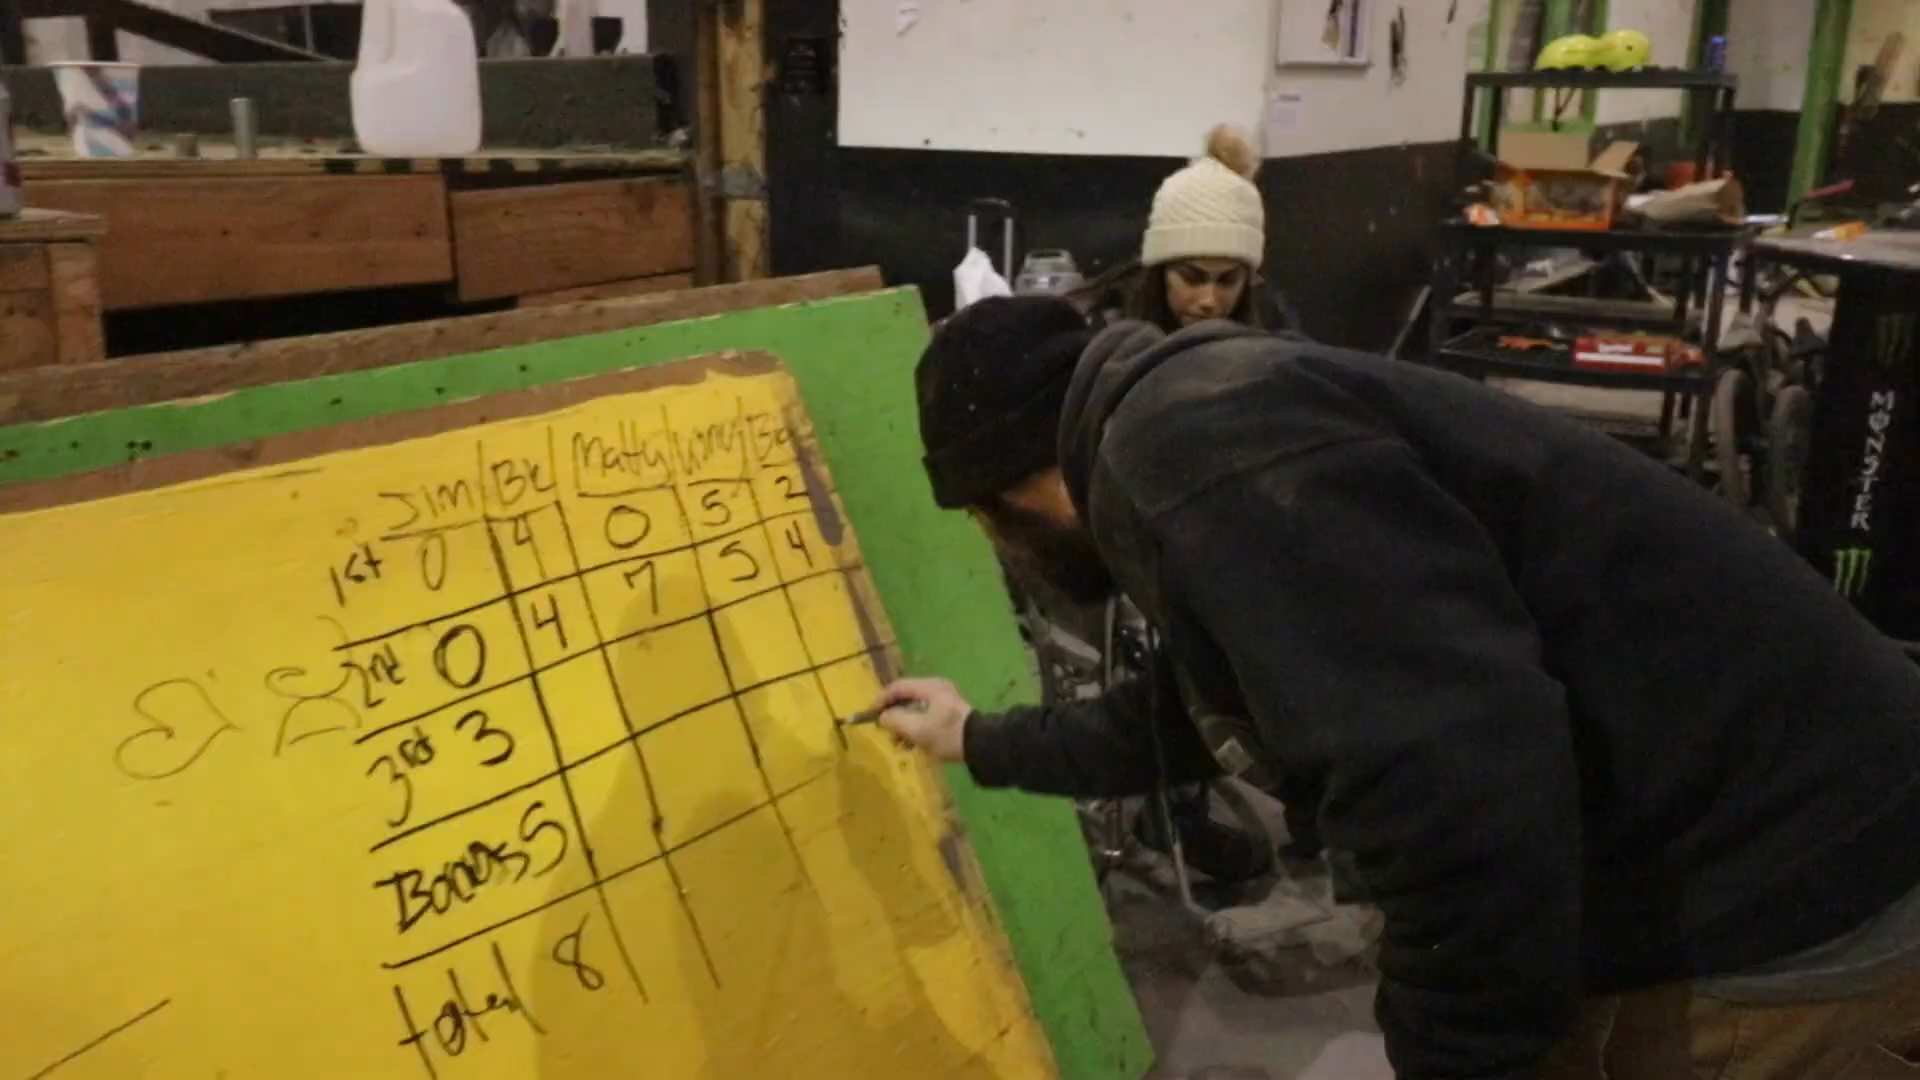 Jim BK Matty Ba
1st 0 4 0 5 2
2nd 0 4 7 5 4
3rd 3
Bonus 5
total 8
MONSTER